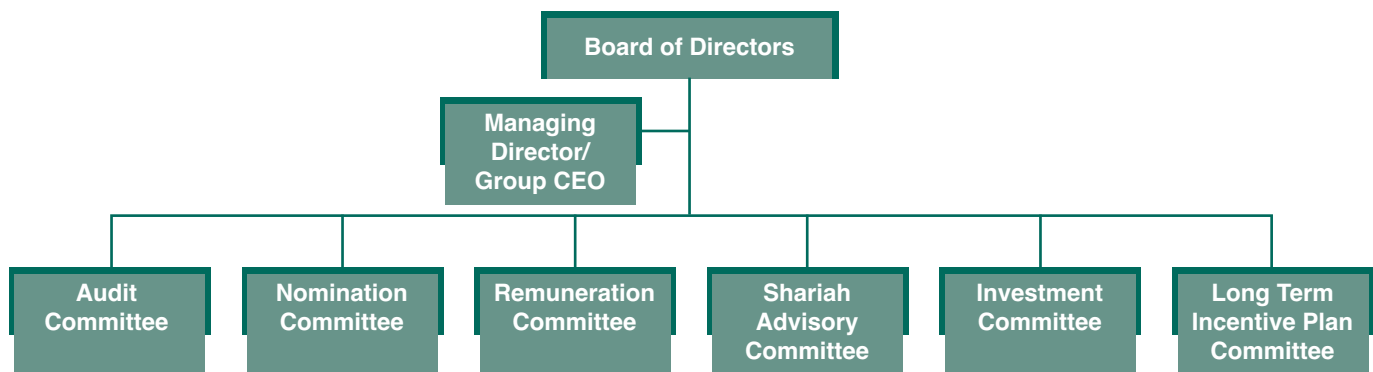 Board of Directors
Managing
Director/
Group CEO
Audit
Committee
Nomination
Committee
Remuneration
Committee
Shariah
Advisory
Committee
Investment
Committee
Long Term
Incentive Plan
Committee